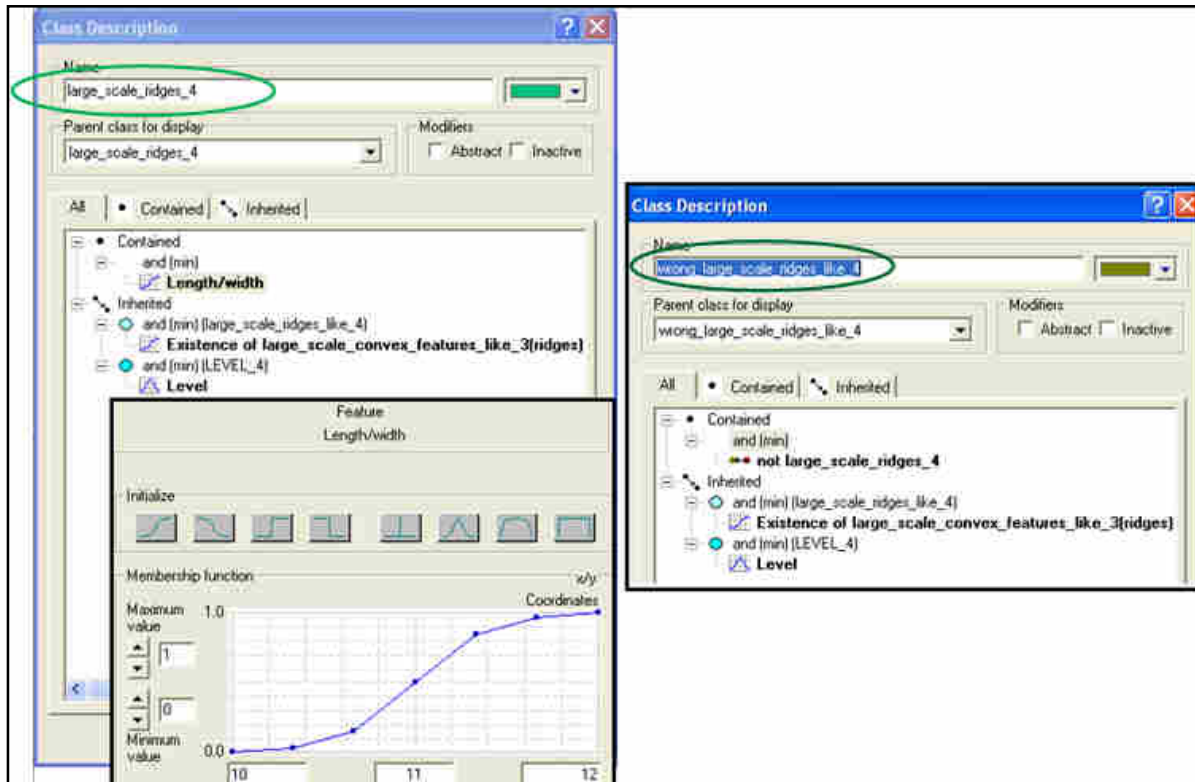 Class Description
Name
large_scale_ridges_4
Parent class for display
large_scale_ridges_4
Modifiers
Abstract Inactive
All Contained Inherited
Contained
and (min)
Length/width
Inherited
and (min) (large_scale_ridges_like_4)
Existence of large_scale_convex_features_like_3(ridges)
and (min) (LEVEL_4)
Level
Feature
Length/width
Initialize
Membership function
x/y
Coordinates
Maximum
value
1.0
1
0
Minimum
value
0.0
10 11 12
Class Description
Name
wrong_large_scale_ridges_like_4
Parent class for display
wrong_large_scale_ridges_like_4
Modifiers
Abstract Inactive
All Contained Inherited
Contained
and (min)
not large_scale_ridges_4
Inherited
and (min) (large_scale_ridges_like_4)
Existence of large_scale_convex_features_like_3(ridges)
and (min) (LEVEL_4)
Level